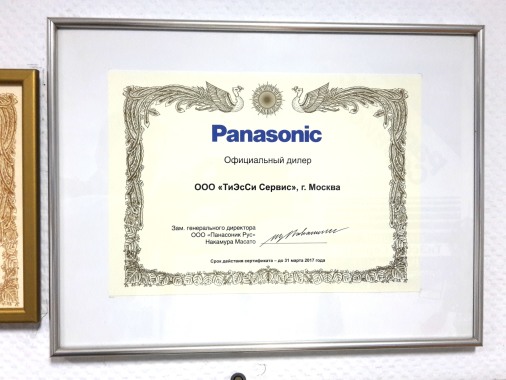 Panasonic
Официальный дилер
ООО «ТиЭсСи Сервис», г. Москва
Зам. генерального директора
ООО «Панасоник Рус»
Накамура Масато
Срок действия сертификата – до 31 марта 2017 года